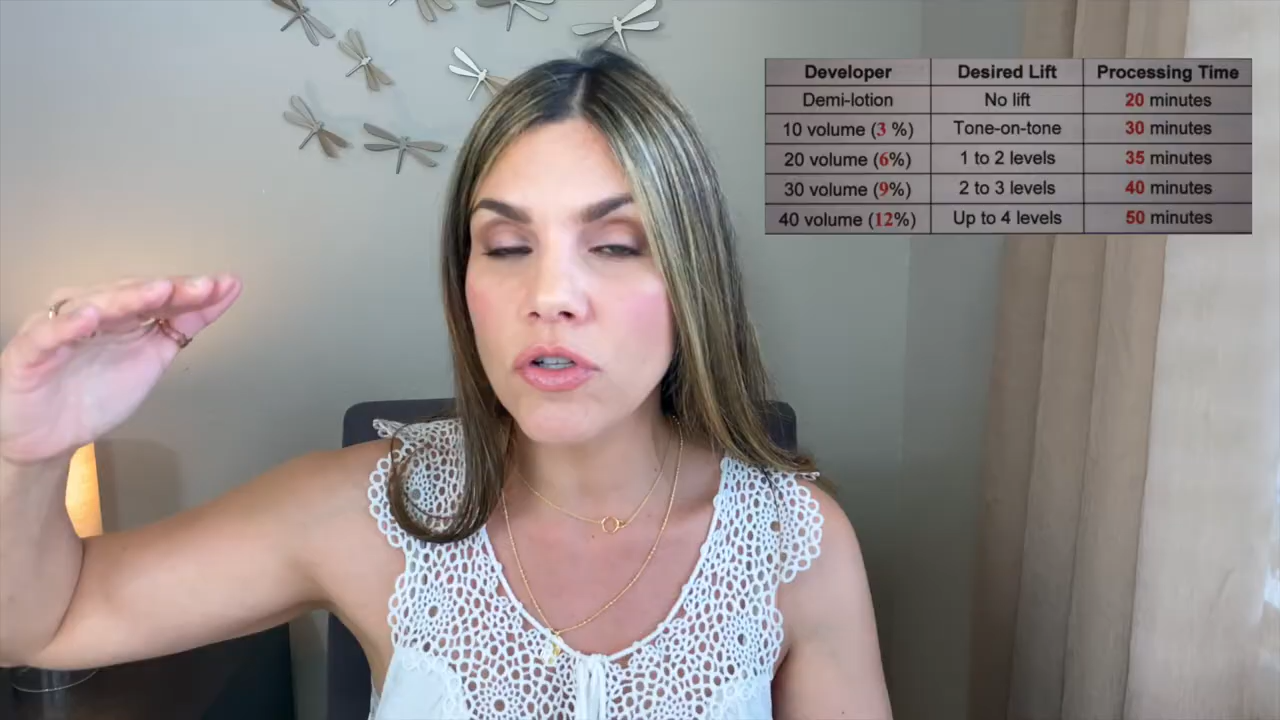 Developer Desired Lift Processing Time
Demi-lotion No lift 20 minutes
10 volume (3 %) Tone-on-tone 30 minutes
20 volume (6%) 1 to 2 levels 35 minutes
30 volume (9%) 2 to 3 levels 40 minutes
40 volume (12%) Up to 4 levels 50 minutes